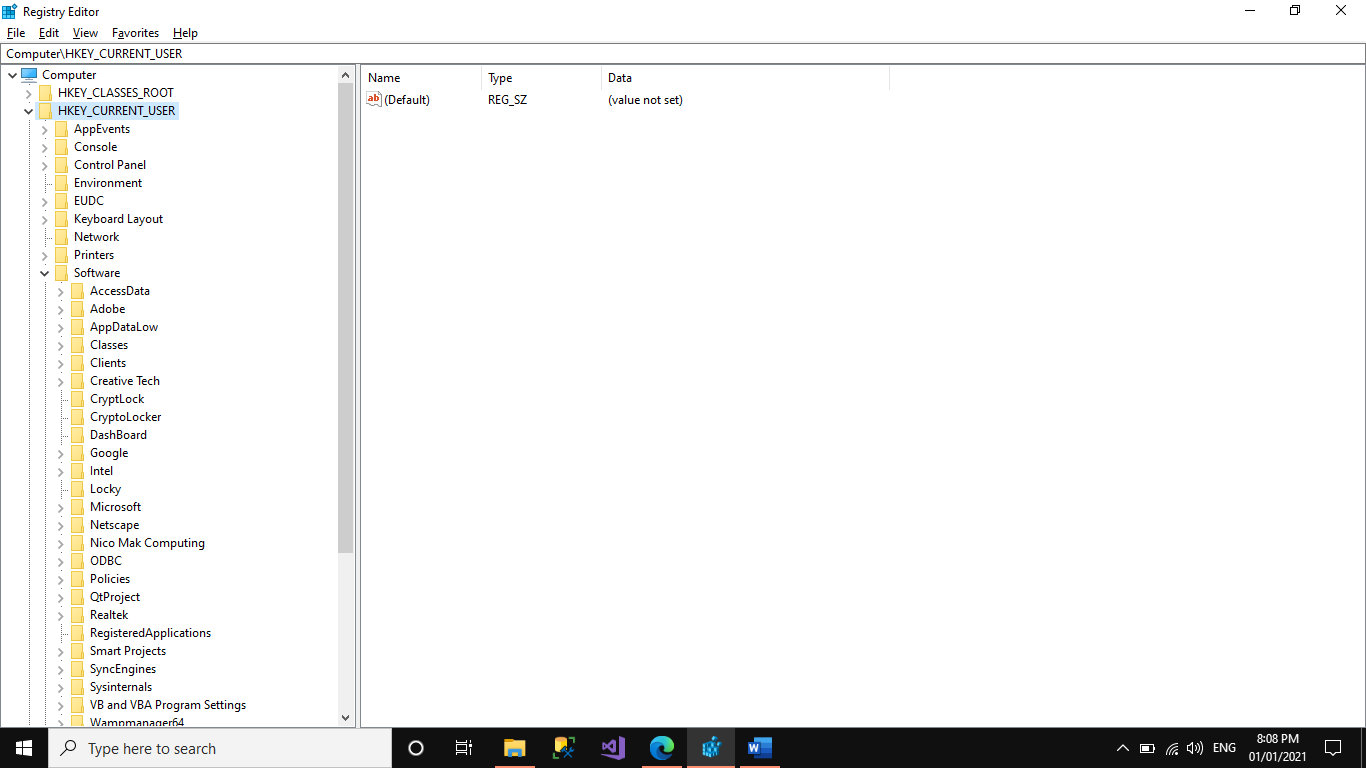 Registry Editor
File Edit View Favorites Help
Computer\HKEY_CURRENT_USER
Computer
HKEY_CLASSES_ROOT
HKEY_CURRENT_USER
AppEvents
Console
Control Panel
Environment
EUDC
Keyboard Layout
Network
Printers
Software
AccessData
Adobe
AppDataLow
Classes
Clients
Creative Tech
CryptLock
CryptoLocker
DashBoard
Google
Intel
Locky
Microsoft
Netscape
Nico Mak Computing
ODBC
Policies
QtProject
Realtek
RegisteredApplications
Smart Projects
SyncEngines
Sysinternals
VB and VBA Program Settings
Wampmanager64
Name Type Data
ab (Default) REG_SZ (value not set)
Type here to search
W
ENG
8:08 PM
01/01/2021